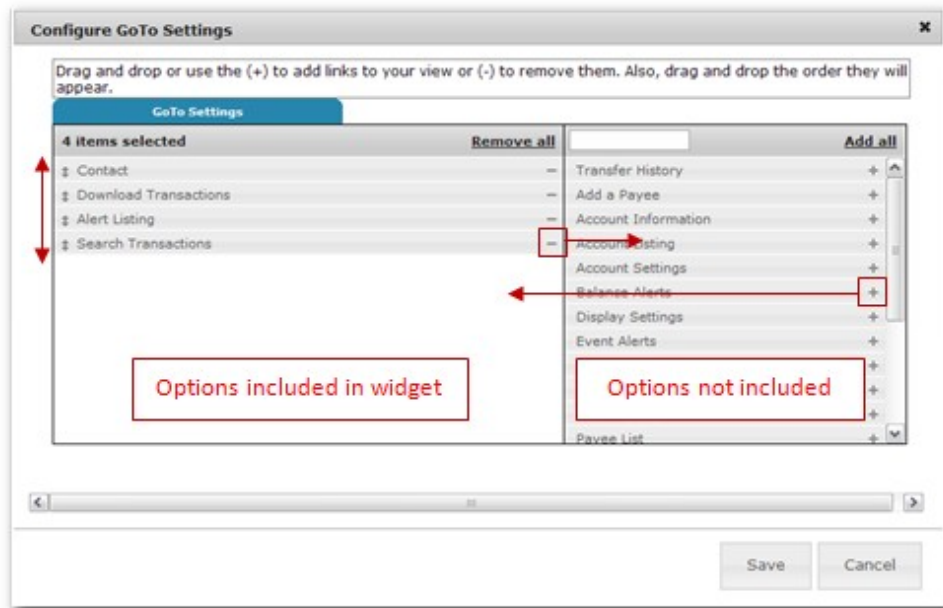 Configure GoTo Settings
Drag and drop or use the (+) to add links to your view or (-) to remove them. Also, drag and drop the order they will
appear.
GoTo Settings
4 items selected Remove all
Contact
Download Transactions
Alert Listing
Search Transactions
Add all
Transfer History
Add a Payee
Account Information
Account Listing
Account Settings
Balance Alerts
Display Settings
Event Alerts
Payee List
Options included in widget
Options not included
Save Cancel